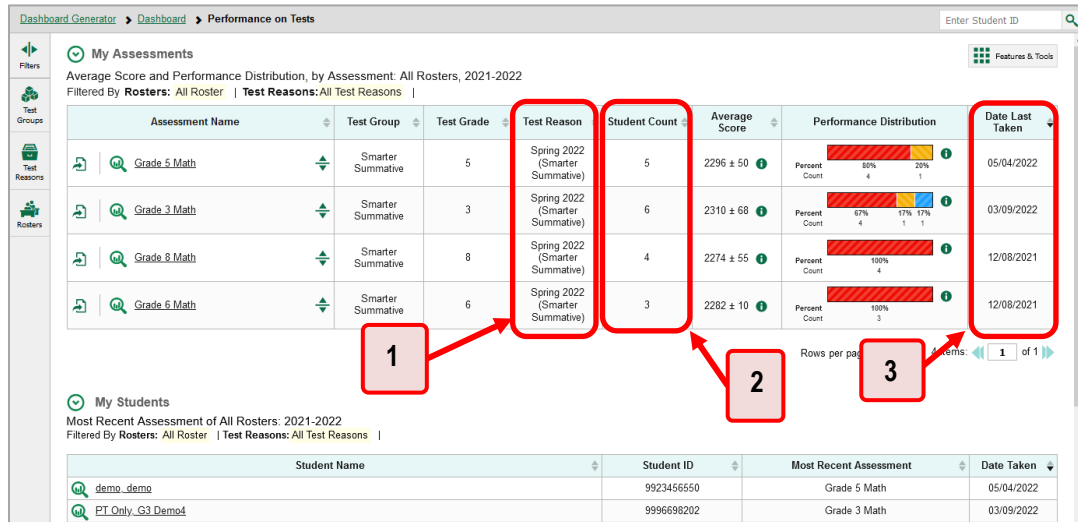 Dashboard Generator > Dashboard > Performance on Tests
Enter Student ID
Filters
Test Groups
Test Reasons
Rosters
My Assessments
Features & Tools
Average Score and Performance Distribution, by Assessment: All Rosters, 2021-2022
Filtered By Rosters: All Roster | Test Reasons: All Test Reasons |
Assessment Name Test Group Test Grade Test Reason Student Count Average Score Performance Distribution Date Last Taken
Grade 5 Math Smarter Summative 5 Spring 2022 (Smarter Summative) 5 2296 ± 50 Percent 80% 20% Count 4 1 05/04/2022
Grade 3 Math Smarter Summative 3 Spring 2022 (Smarter Summative) 6 2310 ± 68 Percent 67% 17% 17% Count 4 1 1 03/09/2022
Grade 8 Math Smarter Summative 8 Spring 2022 (Smarter Summative) 4 2274 ± 55 Percent 100% Count 4 12/08/2021
Grade 6 Math Smarter Summative 6 Spring 2022 (Smarter Summative) 3 2282 ± 10 Percent 100% Count 3 12/08/2021
1
2
3
Rows per 1 of 1
My Students
Most Recent Assessment of All Rosters: 2021-2022
Filtered By Rosters: All Roster | Test Reasons: All Test Reasons |
Student Name Student ID Most Recent Assessment Date Taken
demo, demo 9923456550 Grade 5 Math 05/04/2022
PT Only, G3 Demo4 9996698202 Grade 3 Math 03/09/2022